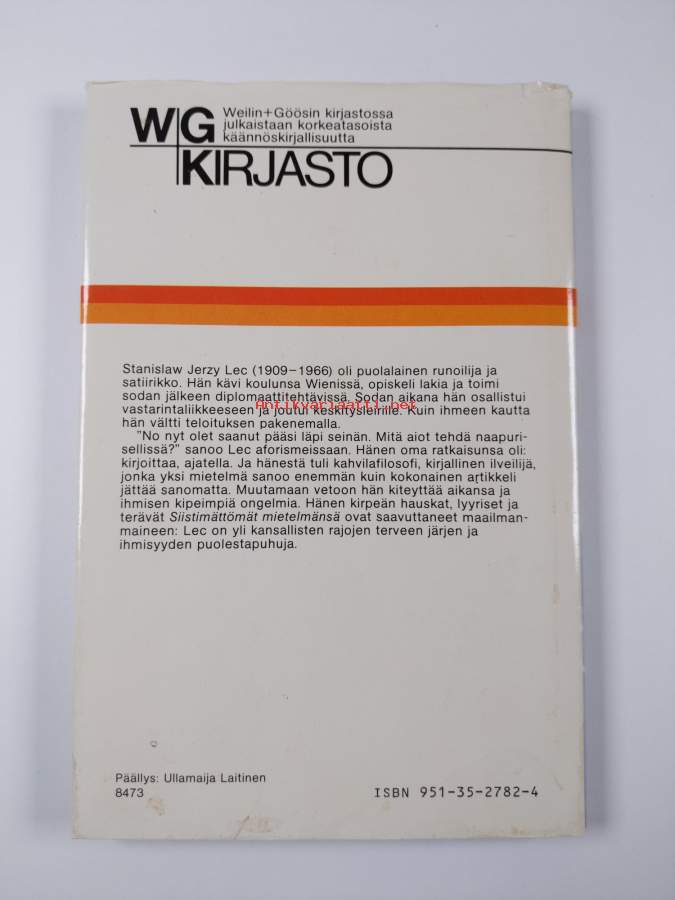 Weilin+Göösin kirjastossa
julkaistaan korkeatasoista
käännöskirjallisuutta
WG
KIRJASTO
Stanislaw Jerzy Lec (1909–1966) oli puolalainen runoilija ja
satiirikko. Hän kävi koulunsa Wienissä, opiskeli lakia ja toimi
sodan jälkeen diplomaattitehtävissä. Sodan aikana hän osallistui
Antikvariaatti.net
vastarintaliikkeeseen ja joutui keskitysleirille. Kuin ihmeen kautta
hän vältti teloituksen pakenemalla.
"No nyt olet saanut pääsi läpi seinän. Mitä aiot tehdä naapuri-
sellissä?" sanoo Lec aforismeissaan. Hänen oma ratkaisunsa oli:
kirjoittaa, ajatella. Ja hänestä tuli kahvilafilosofi, kirjallinen ilveilijä,
jonka yksi mietelmä sanoo enemmän kuin kokonainen artikkeli
jättää sanomatta. Muutamaan vetoon hän kiteyttää aikansa ja
ihmisen kipeimpiä ongelmia. Hänen kirpeän hauskat, lyyriset ja
terävät Siistimättömät mietelmänsä ovat saavuttaneet maailman-
maineen: Lec on yli kansallisten rajojen terveen järjen ja
ihmisyyden puolestapuhuja.
Päällys: Ullamaija Laitinen
8473
ISBN 951-35-2782-4